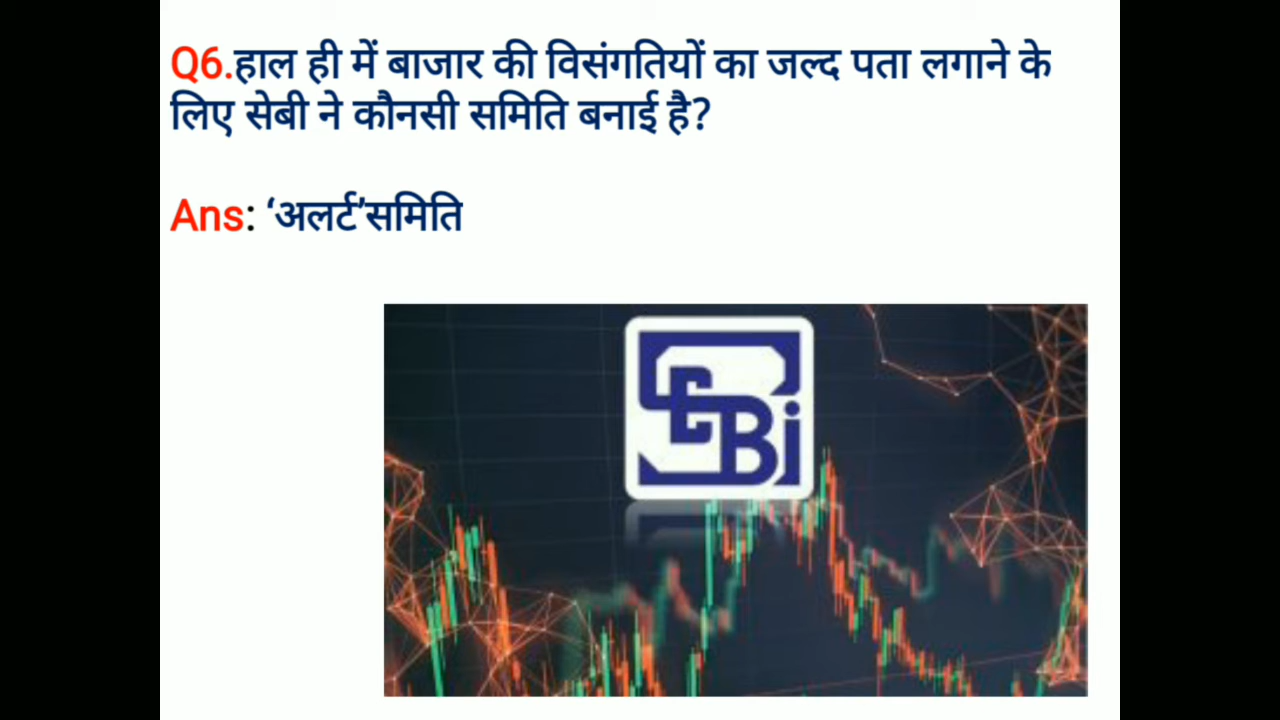 Q6.हाल ही में बाजार की विसंगतियों का जल्द पता लगाने के
लिए सेबी ने कौनसी समिति बनाई है?
Ans: ‘अलर्ट’समिति
SEBi